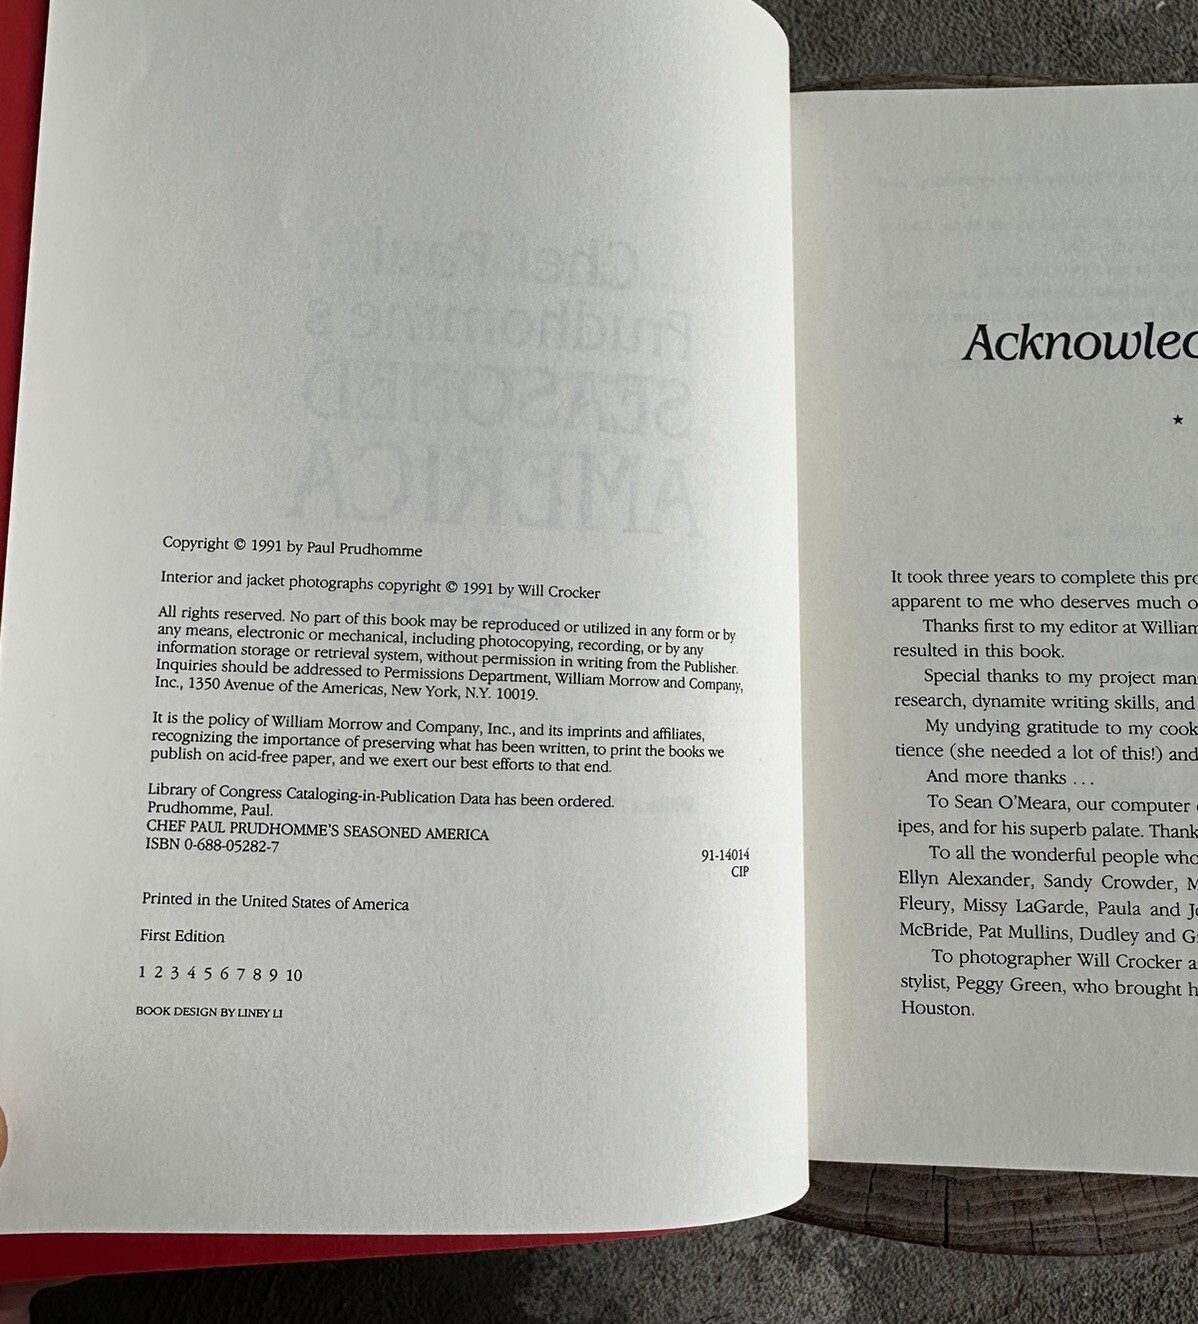 Copyright © 1991 by Paul Prudhomme
Interior and jacket photographs copyright © 1991 by Will Crocker
All rights reserved. No part of this book may be reproduced or utilized in any form or by
any means, electronic or mechanical, including photocopying, recording, or by any
information storage or retrieval system, without permission in writing from the Publisher.
Inquiries should be addressed to Permissions Department, William Morrow and Company,
Inc., 1350 Avenue of the Americas, New York, N.Y. 10019.
It is the policy of William Morrow and Company, Inc., and its imprints and affiliates,
recognizing the importance of preserving what has been written, to print the books we
publish on acid-free paper, and we exert our best efforts to that end.
Library of Congress Cataloging-in-Publication Data has been ordered.
Prudhomme, Paul.
CHEF PAUL PRUDHOMME'S SEASONED AMERICA
ISBN 0-688-05282-7
91-14014
CIP
Printed in the United States of America
First Edition
1 2 3 4 5 6 7 8 9 10
BOOK DESIGN BY LINEY LI
Chef Paul
Prudhomme's
SEASONED
AMERICA
Acknowled
It took three years to complete this pro
apparent to me who deserves much o
Thanks first to my editor at William
resulted in this book.
Special thanks to my project man
research, dynamite writing skills, and
My undying gratitude to my cook
tience (she needed a lot of this!) and
And more thanks . . .
To Sean O'Meara, our computer
ipes, and for his superb palate. Thank
To all the wonderful people who
Ellyn Alexander, Sandy Crowder, M
Fleury, Missy LaGarde, Paula and Jo
McBride, Pat Mullins, Dudley and G
To photographer Will Crocker a
stylist, Peggy Green, who brought h
Houston.